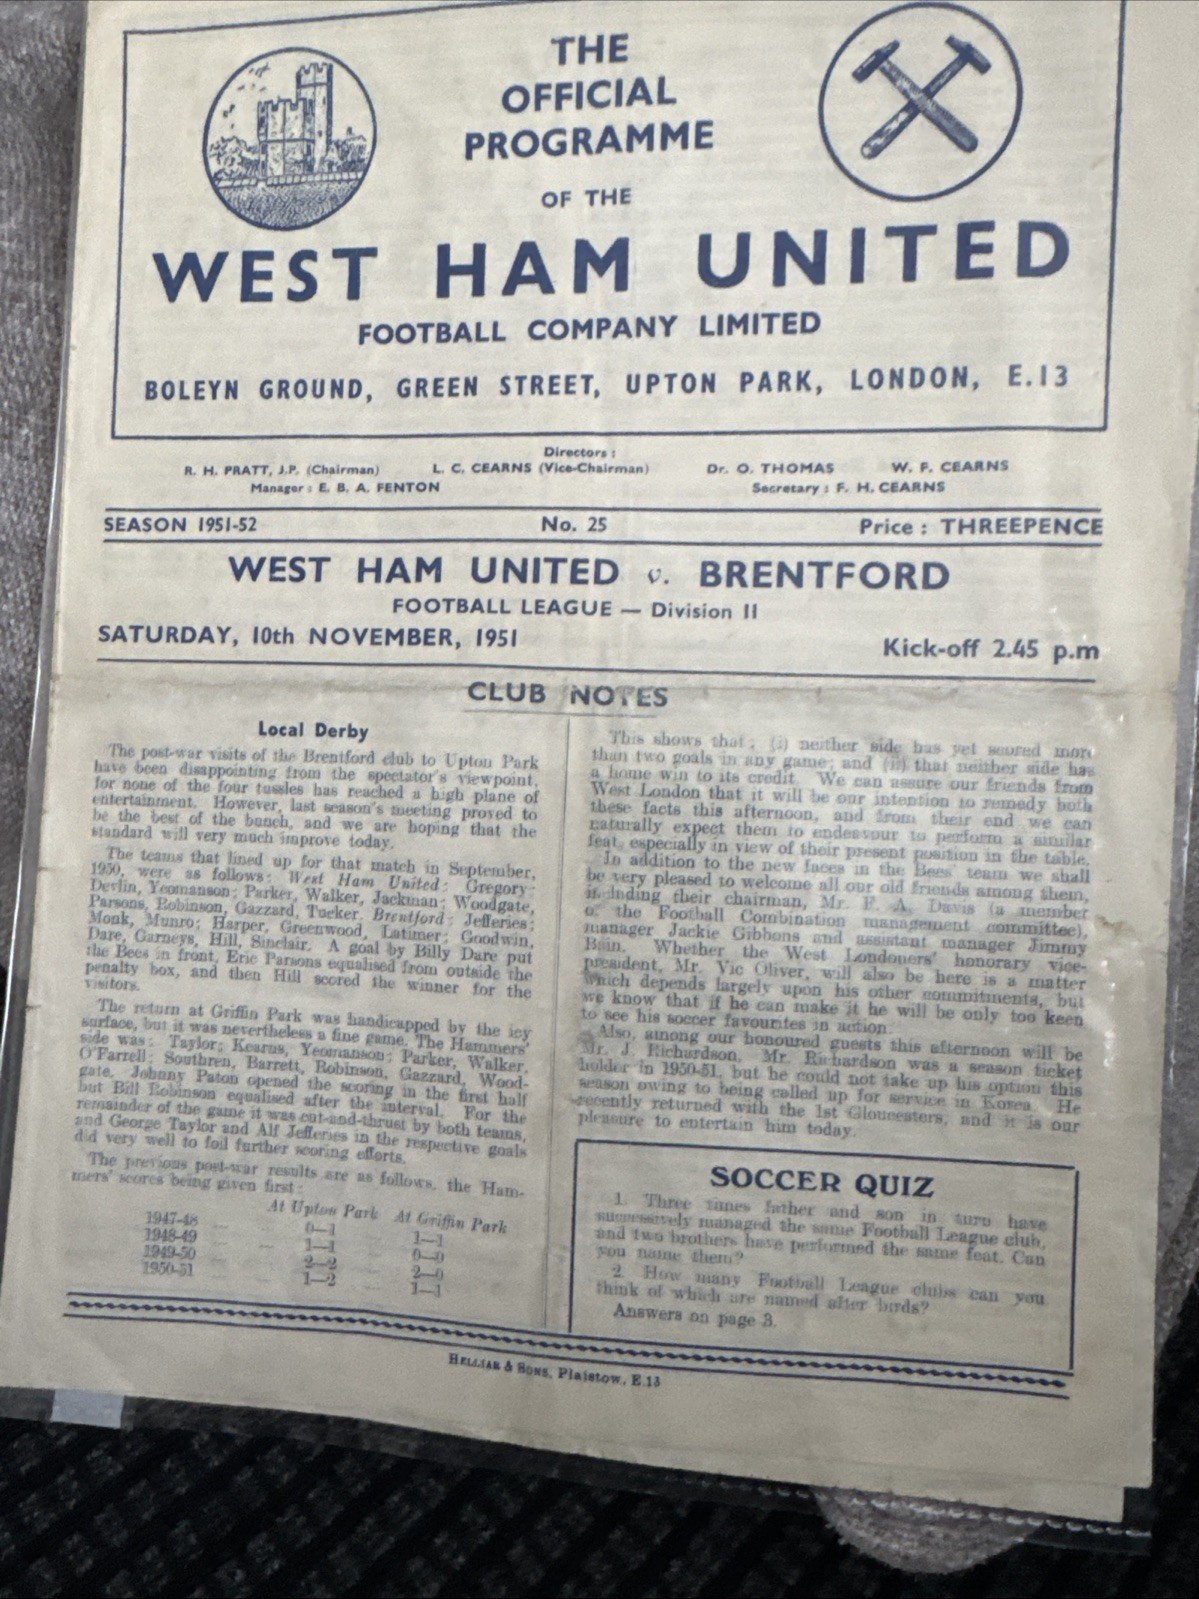 THE
OFFICIAL
PROGRAMME
OF THE
WEST HAM UNITED
FOOTBALL COMPANY LIMITED
BOLEYN GROUND, GREEN STREET, UPTON PARK, LONDON, E.13
Directors :
R. H. PRATT, J.P. (Chairman) L. C. CEARNS (Vice-Chairman) Dr. O. THOMAS W. F. CEARNS
Manager : E. B. A. FENTON Secretary : F. H. CEARNS
SEASON 1951-52 No. 25 Price : THREEPENCE
WEST HAM UNITED v. BRENTFORD
FOOTBALL LEAGUE — Division II
SATURDAY, 10th NOVEMBER, 1951 Kick-off 2.45 p.m
CLUB NOTES
Local Derby
The post-war visits of the Brentford club to Upton Park
have been disappointing from the spectator's viewpoint,
for none of the four tussles has reached a high plane of
entertainment. However, last season's meeting proved to
be the best of the bunch, and we are hoping that the
standard will very much improve today.
The teams that lined up for that match in September,
1950, were as follows: West Ham United: Gregory;
Devlin, Yeomanson; Parker, Walker, Jackman; Woodgate,
Parsons, Robinson, Gazzard, Tucker. Brentford: Jefferies;
Monk, Munro; Harper, Greenwood, Latimer; Goodwin,
Dare, Garneys, Hill, Sinclair. A goal by Billy Dare put
the Bees in front, Eric Parsons equalised from outside the
penalty box, and then Hill scored the winner for the
visitors.
The return at Griffin Park was handicapped by the icy
surface, but it was nevertheless a fine game. The Hammers'
side was: Taylor; Kearns, Yeomanson; Parker, Walker,
O'Farrell; Southren, Barrett, Robinson, Gazzard, Wood-
gate. Johnny Paton opened the scoring in the first half
but Bill Robinson equalised after the interval. For the
remainder of the game it was cut-and-thrust by both teams,
and George Taylor and Alf Jefferies in the respective goals
did very well to foil further scoring efforts.
The previous post-war results are as follows, the Ham-
mers' scores being given first:
At Upton Park At Griffin Park
1947-48 0—1 1—1
1948-49 1—1 0—0
1949-50 2—2 2—0
1950-51 1—2 1—1
This shows that: (i) neither side has yet scored more
than two goals in any game; and (ii) that neither side has
a home win to its credit. We can assure our friends from
West London that it will be our intention to remedy both
these facts this afternoon, and from their end we can
naturally expect them to endeavour to perform a similar
feat, especially in view of their present position in the table.
In addition to the new faces in the Bees' team we shall
be very pleased to welcome all our old friends among them,
including their chairman, Mr. F. A. Davis (a member
of the Football Combination management committee),
manager Jackie Gibbons and assistant manager Jimmy
Bain. Whether the West Londoners' honorary vice-
president, Mr. Vic Oliver, will also be here is a matter
which depends largely upon his other commitments, but
we know that if he can make it he will be only too keen
to see his soccer favourites in action.
Also, among our honoured guests this afternoon will be
Mr. J. Richardson. Mr. Richardson was a season ticket
holder in 1950-51, but he could not take up his option this
season owing to being called up for service in Korea. He
recently returned with the 1st Gloucesters, and it is our
pleasure to entertain him today.
SOCCER QUIZ
1. Three times father and son in turn have
successively managed the same Football League club,
and two brothers have performed the same feat. Can
you name them?
2. How many Football League clubs can you
think of which are named after birds?
Answers on page 3.
HELLIAR & SONS, Plaistow, E.13